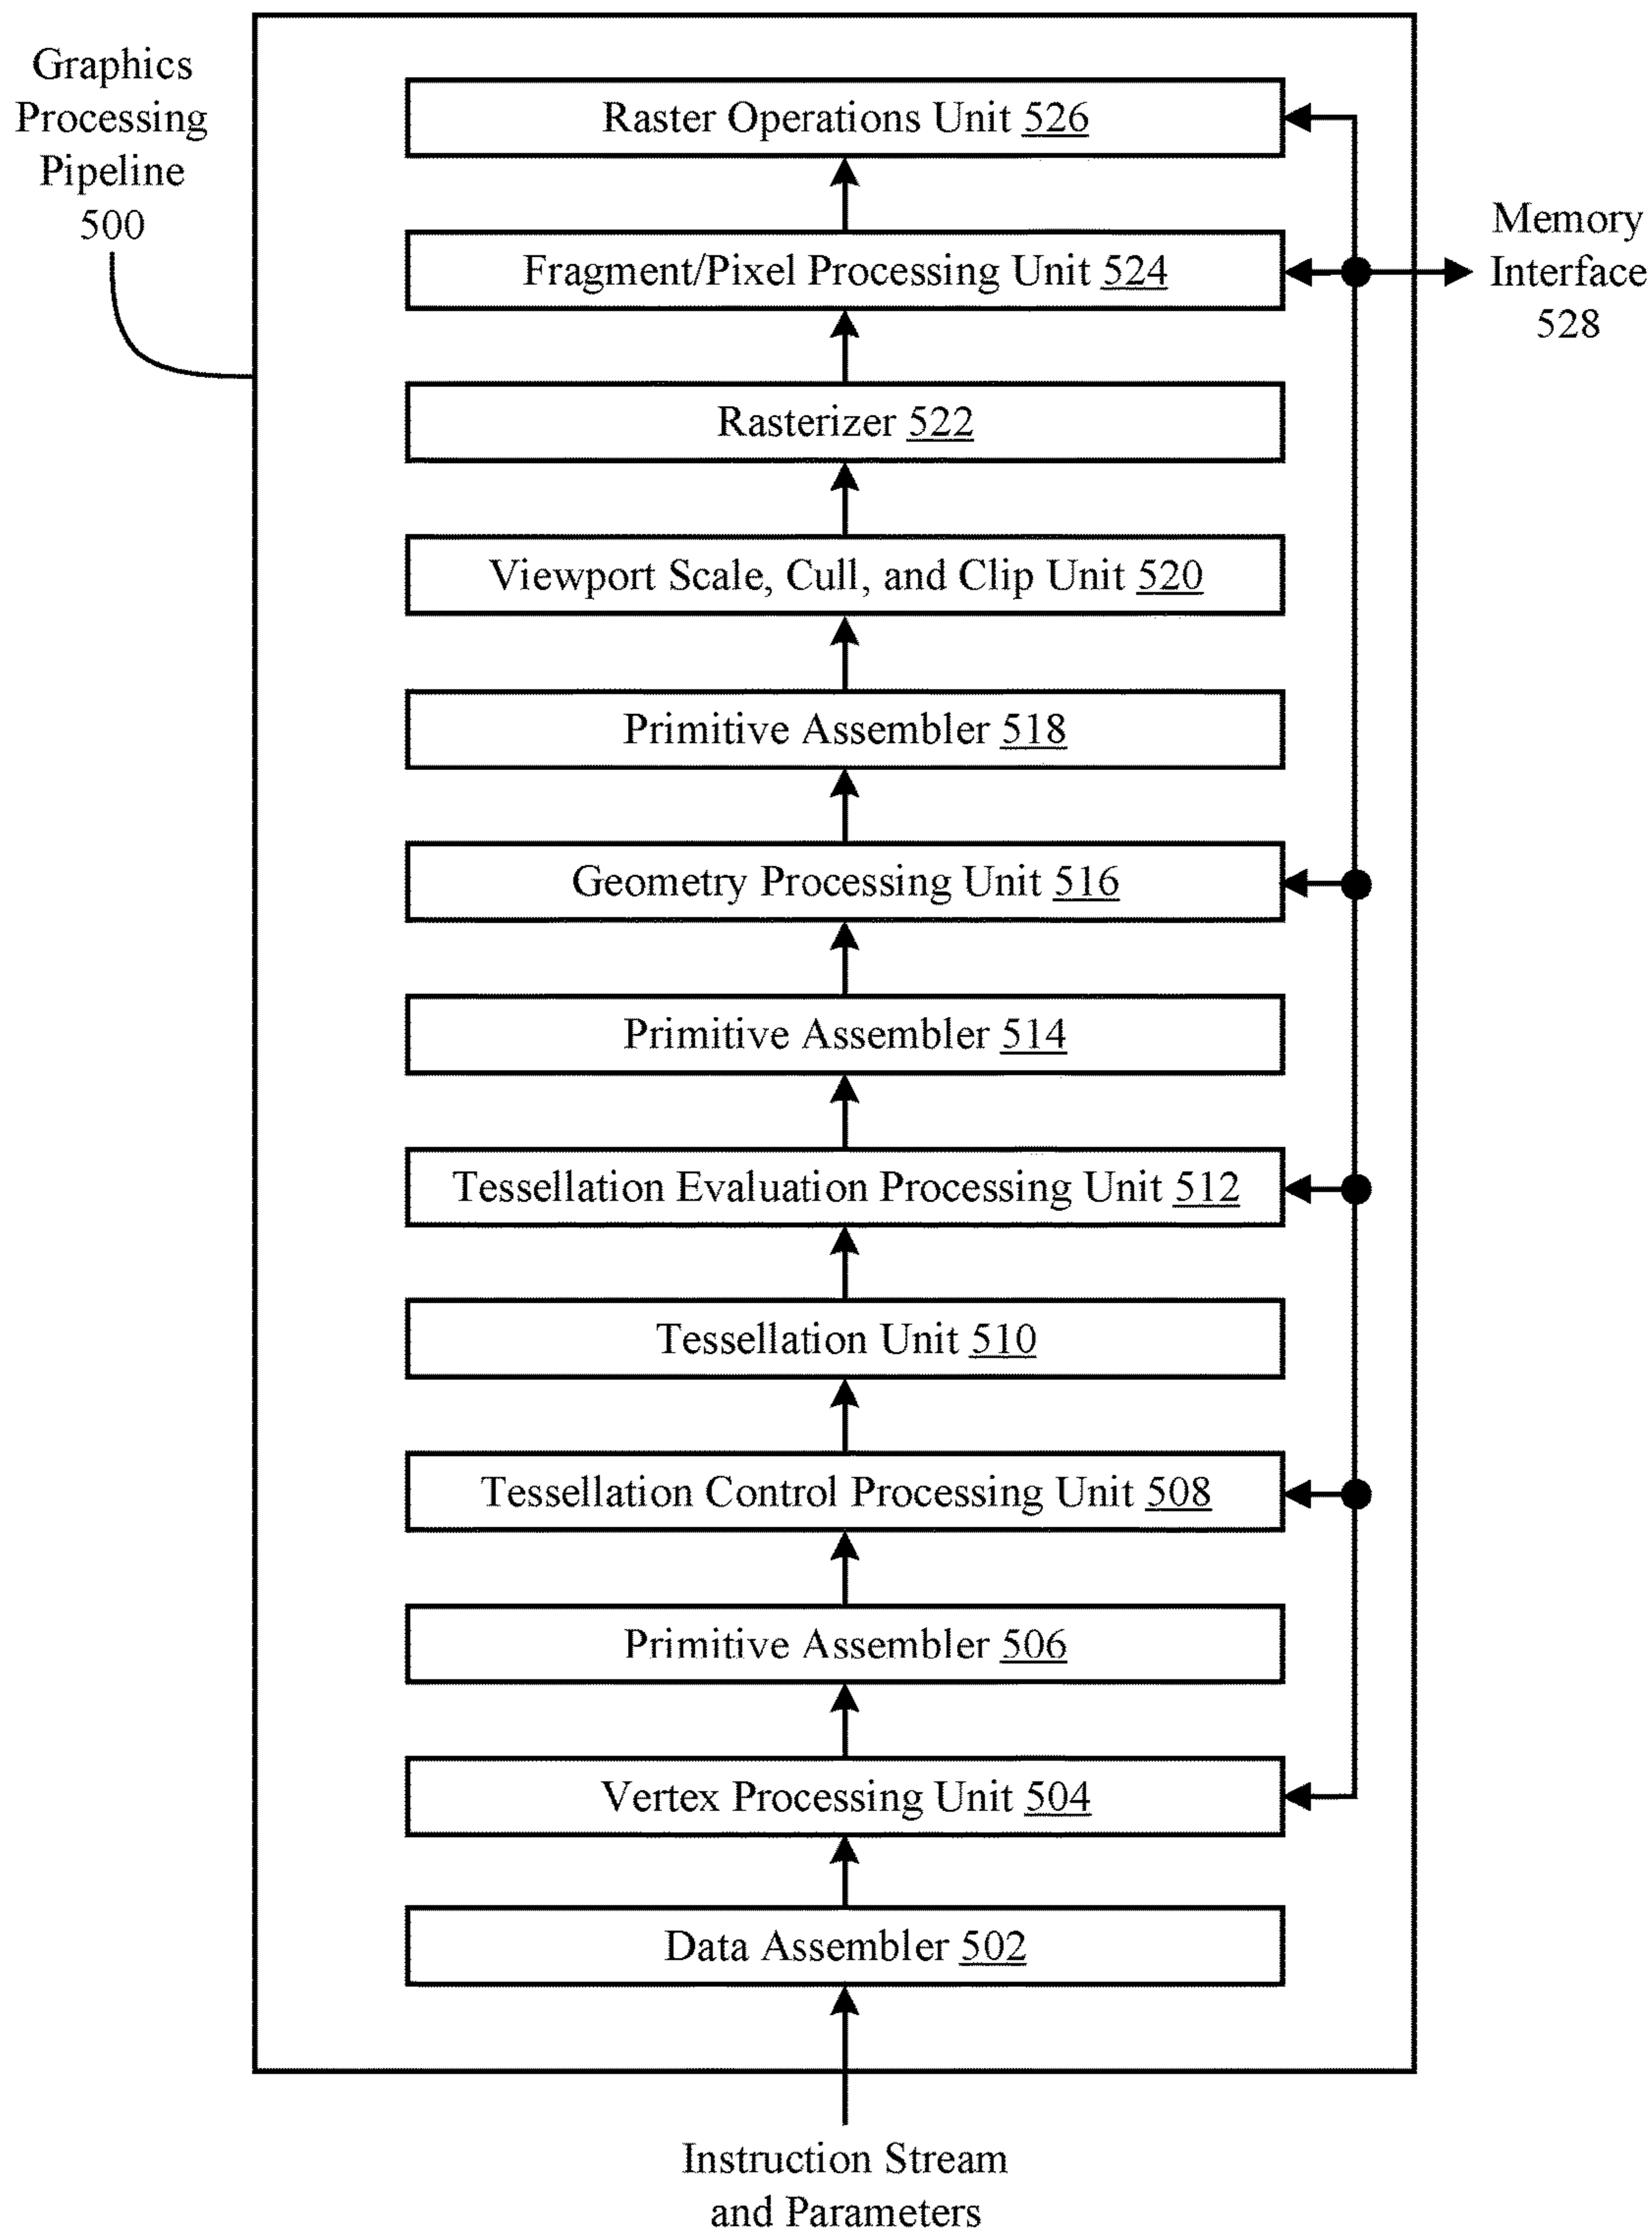 Graphics
Processing
Pipeline
500
Raster Operations Unit 526
Fragment/Pixel Processing Unit 524
Memory
Interface
528
Rasterizer 522
Viewport Scale, Cull, and Clip Unit 520
Primitive Assembler 518
Geometry Processing Unit 516
Primitive Assembler 514
Tessellation Evaluation Processing Unit 512
Tessellation Unit 510
Tessellation Control Processing Unit 508
Primitive Assembler 506
Vertex Processing Unit 504
Data Assembler 502
Instruction Stream
and Parameters